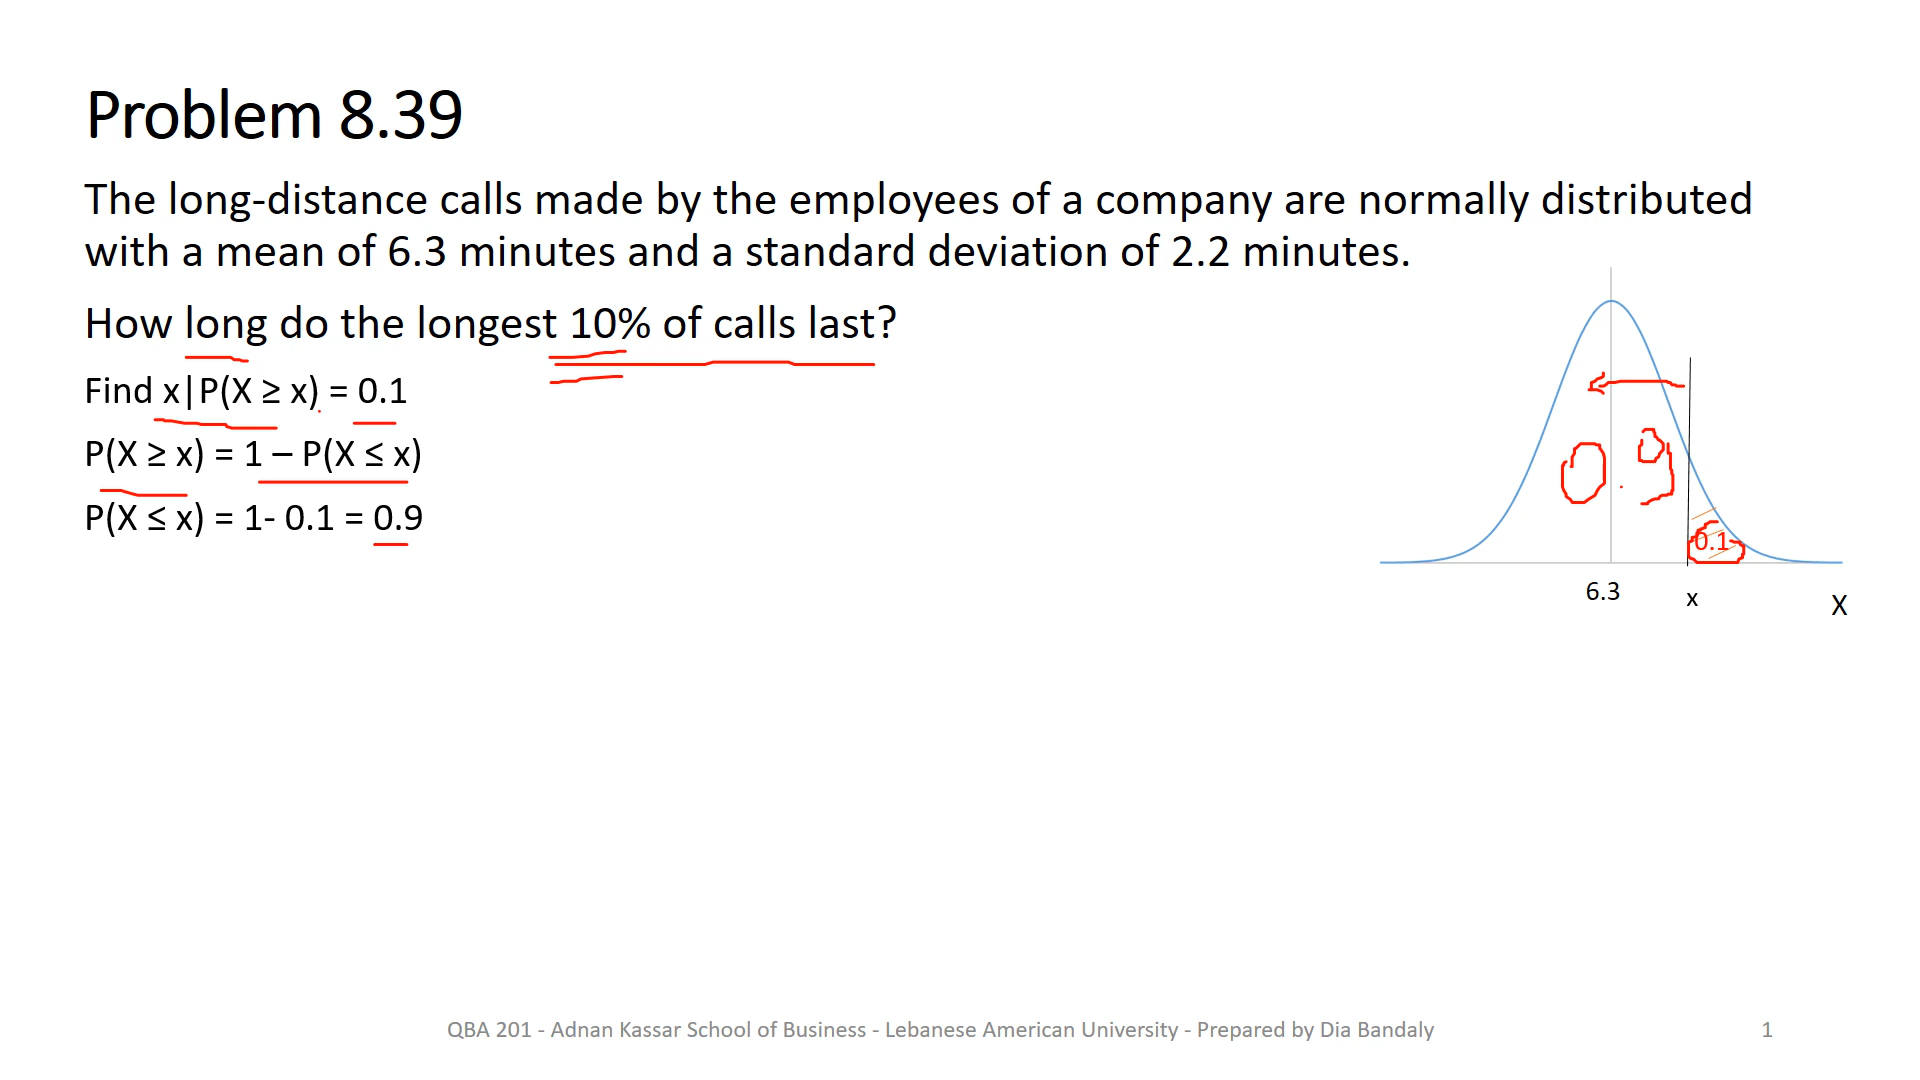 Problem 8.39
The long-distance calls made by the employees of a company are normally distributed
with a mean of 6.3 minutes and a standard deviation of 2.2 minutes.
How long do the longest 10% of calls last?
Find x|P(X ≥ x) = 0.1
P(X ≥ x) = 1 – P(X ≤ x)
P(X ≤ x) = 1- 0.1 = 0.9
0.9
0.1
6.3
x
X
QBA 201 - Adnan Kassar School of Business - Lebanese American University - Prepared by Dia Bandaly
1